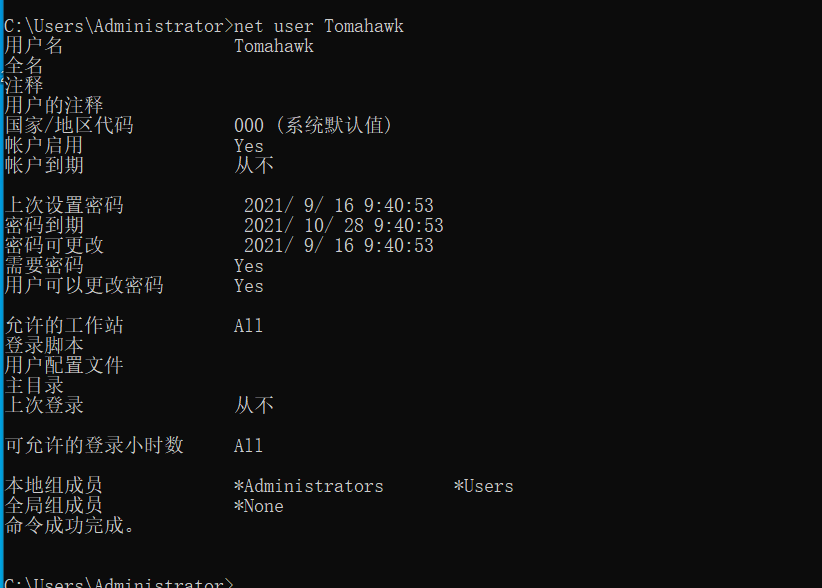 C:\Users\Administrator>net user Tomahawk
用户名 Tomahawk
全名
注释
用户的注释
国家/地区代码 000 (系统默认值)
帐户启用 Yes
帐户到期 从不
上次设置密码 2021/ 9/ 16 9:40:53
密码到期 2021/ 10/ 28 9:40:53
密码可更改 2021/ 9/ 16 9:40:53
需要密码 Yes
用户可以更改密码 Yes
允许的工作站 All
登录脚本
用户配置文件
主目录
上次登录 从不
可允许的登录小时数 All
本地组成员 *Administrators *Users
全局组成员 *None
命令成功完成。
C:\Users\Administrator>